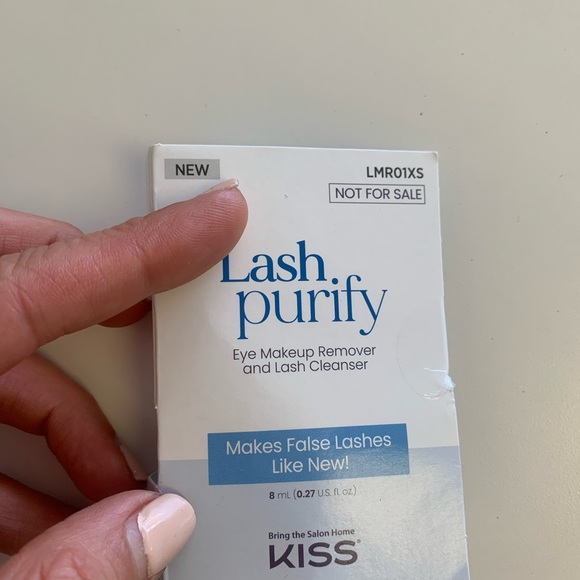 NEW
LMR01XS
NOT FOR SALE
Lash
purify
Eye Makeup Remover
and Lash Cleanser
Makes False Lashes
Like New!
8 mL (0.27 U.S. fl. oz.)
Bring the Salon Home
KISS®